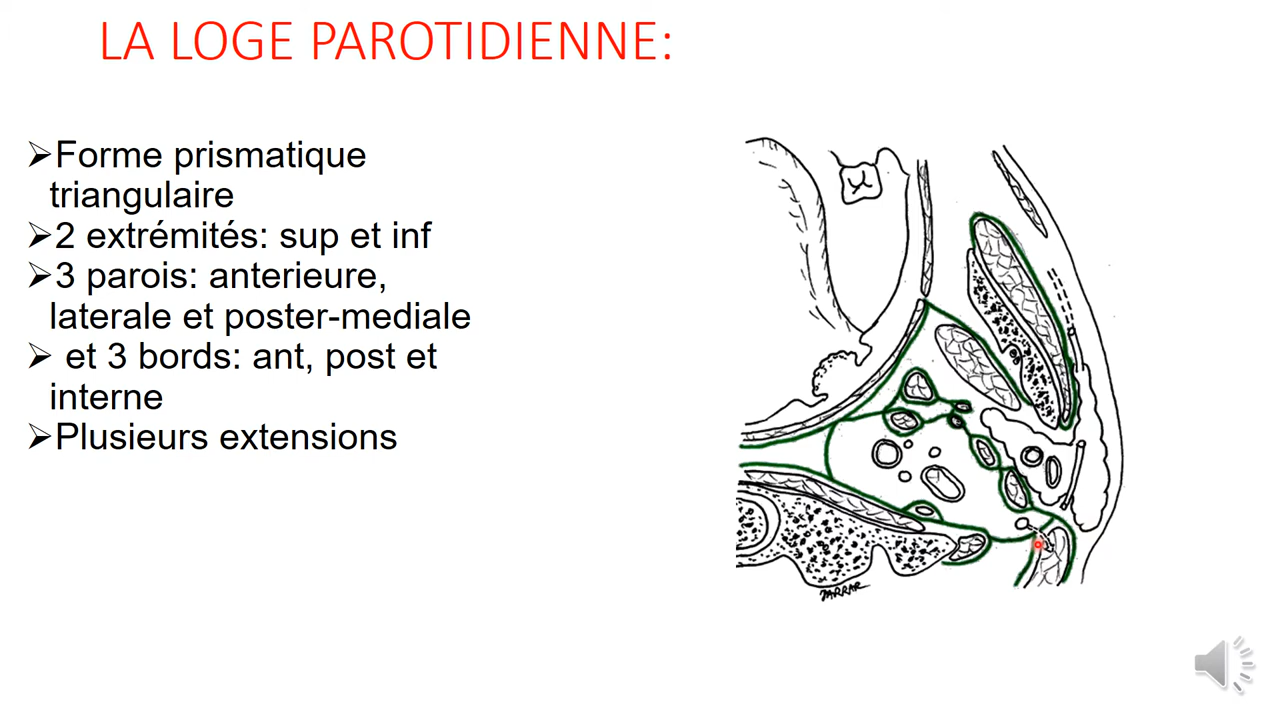 LA LOGE PAROTIDIENNE:
➢Forme prismatique
triangulaire
➢2 extrémités: sup et inf
➢3 parois: anterieure,
laterale et poster-mediale
➢ et 3 bords: ant, post et
interne
➢Plusieurs extensions
JARRAR